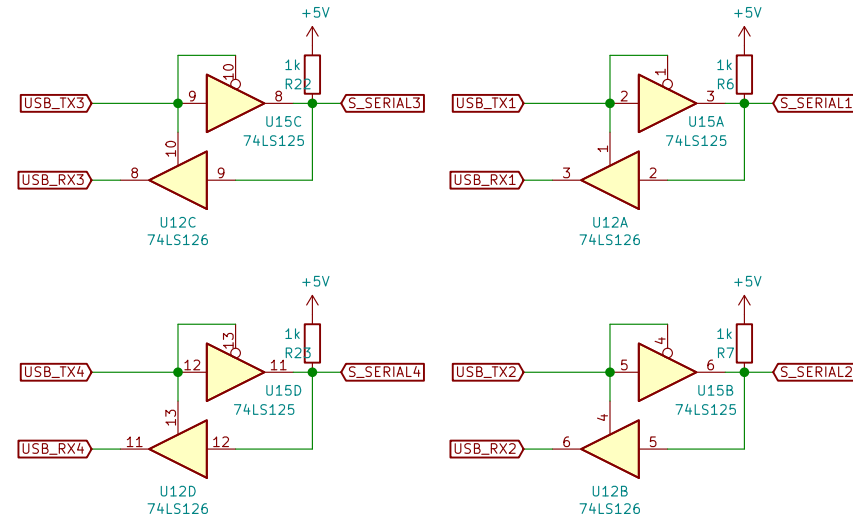 +5V
1k
R22
10
USB_TX3
9
8
S_SERIAL3
U15C
74LS125
10
USB_RX3
8
9
U12C
74LS126
+5V
1k
R6
1
USB_TX1
2
3
S_SERIAL1
U15A
74LS125
1
USB_RX1
3
2
U12A
74LS126
+5V
1k
R23
13
USB_TX4
12
11
S_SERIAL4
U15D
74LS125
13
USB_RX4
11
12
U12D
74LS126
+5V
1k
R7
4
USB_TX2
5
6
S_SERIAL2
U15B
74LS125
4
USB_RX2
6
5
U12B
74LS126